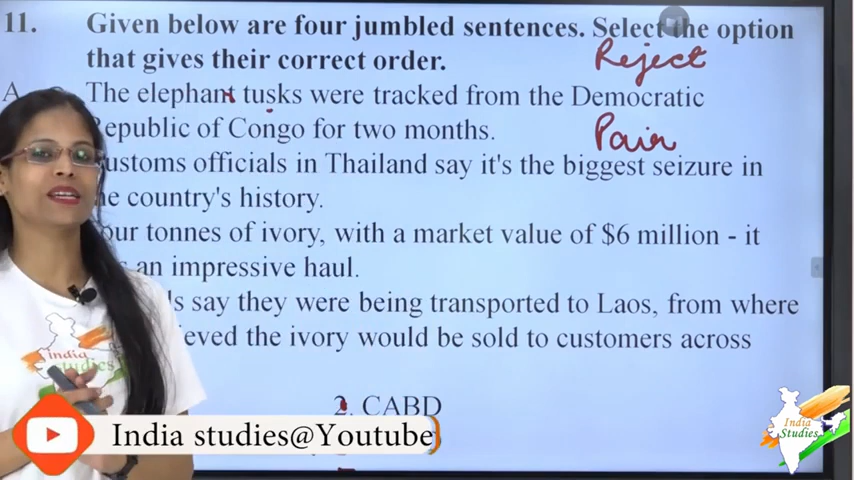 11. Given below are four jumbled sentences. Select the option
that gives their correct order.
Reject
A The elephant tusks were tracked from the Democratic
Republic of Congo for two months.
Pair
customs officials in Thailand say it's the biggest seizure in
country's history.
tonnes of ivory, with a market value of $6 million - it
an impressive haul.
say they were being transported to Laos, from where
the ivory would be sold to customers across
2. CABD
India studies@Youtube
India
studies
India
Studies